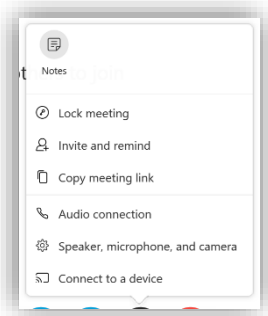 Notes
Lock meeting
Invite and remind
Copy meeting link
Audio connection
Speaker, microphone, and camera
Connect to a device